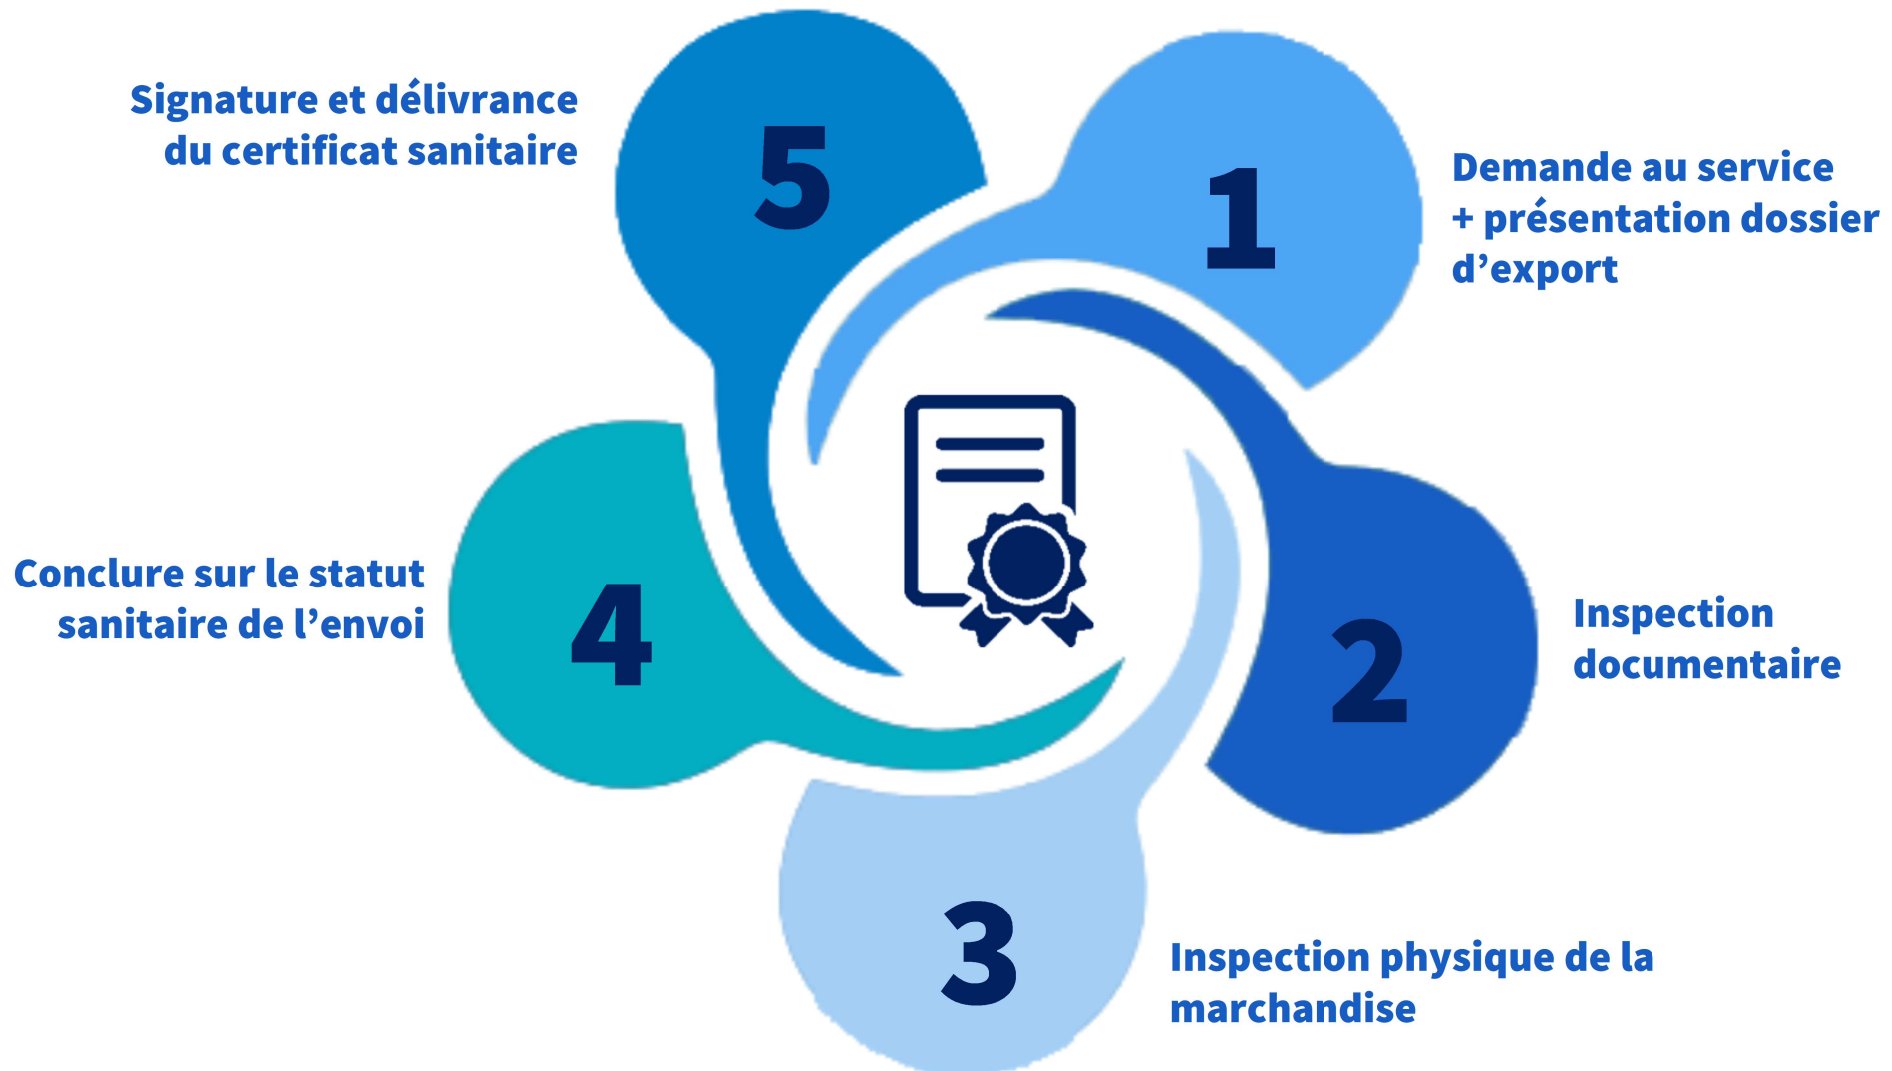 1
Demande au service
+ présentation dossier
d’export
2
Inspection
documentaire
3
Inspection physique de la
marchandise
4
Conclure sur le statut
sanitaire de l’envoi
5
Signature et délivrance
du certificat sanitaire